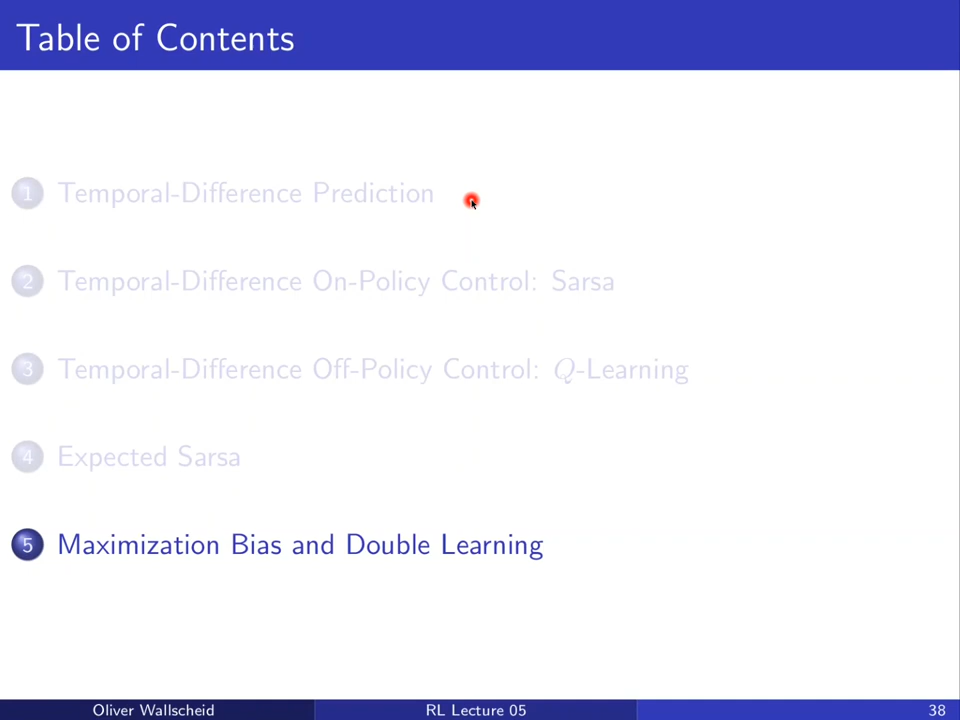 Table of Contents
1 Temporal-Difference Prediction
2 Temporal-Difference On-Policy Control: Sarsa
3 Temporal-Difference Off-Policy Control: Q-Learning
4 Expected Sarsa
5 Maximization Bias and Double Learning
Oliver Wallscheid RL Lecture 05 38